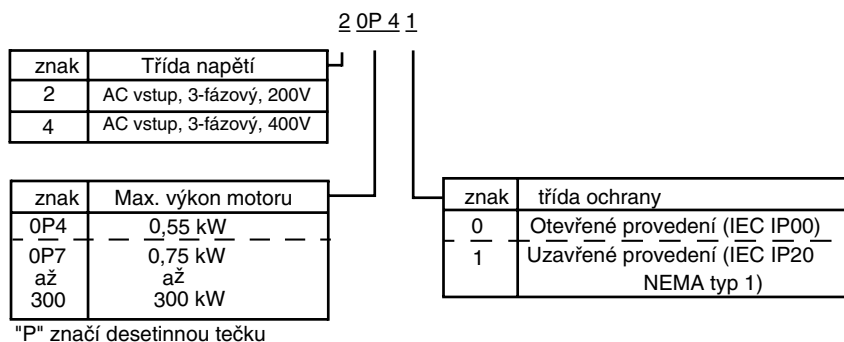 2 0P 4 1
znak Třída napětí
2 AC vstup, 3-fázový, 200V
4 AC vstup, 3-fázový, 400V
znak Max. výkon motoru
0P4 0,55 kW
0P7 0,75 kW
až až
300 300 kW
"P" značí desetinnou tečku
znak třída ochrany
0 Otevřené provedení (IEC IP00)
1 Uzavřené provedení (IEC IP20
NEMA typ 1)